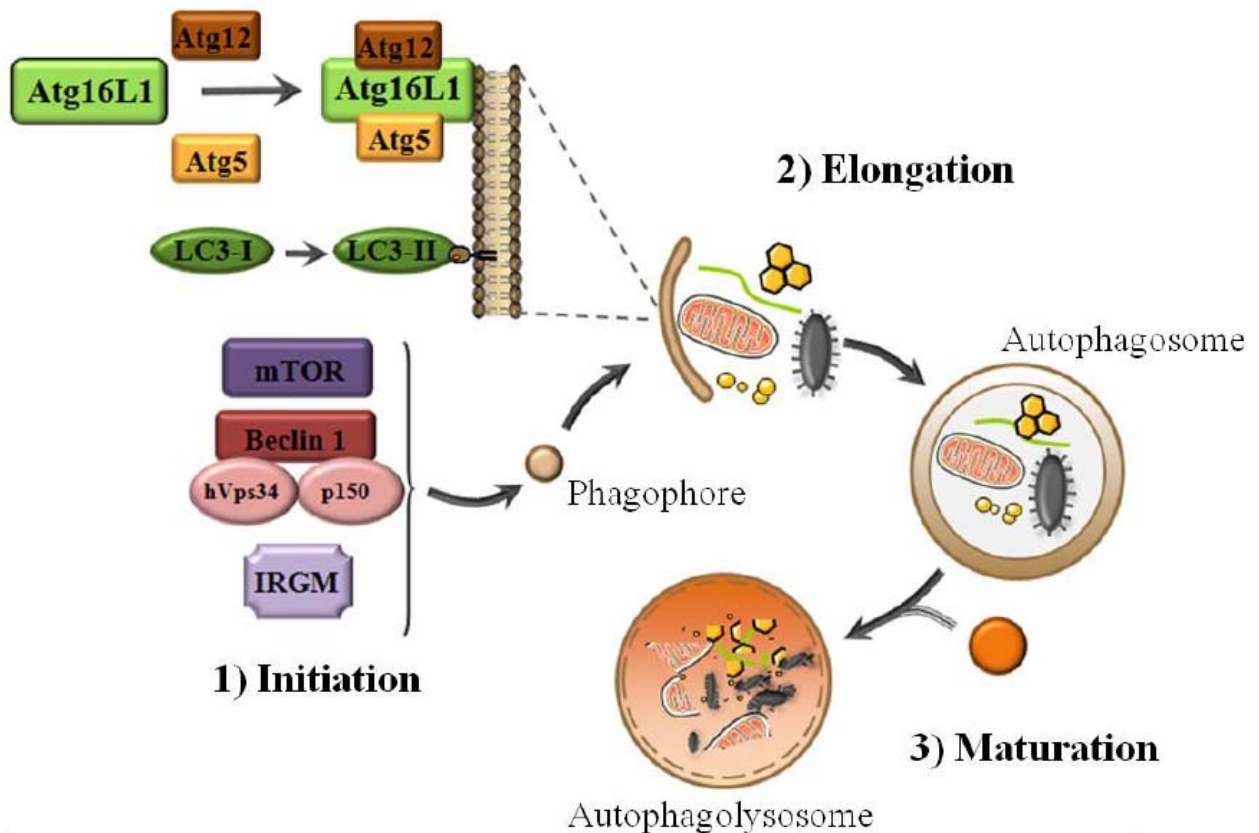 Atg12
Atg16L1
Atg5
Atg12
Atg16L1
Atg5
LC3-I
LC3-II
2) Elongation
mTOR
Beclin 1
hVps34
p150
IRGM
1) Initiation
Phagophore
Autophagosome
3) Maturation
Autophagolysosome